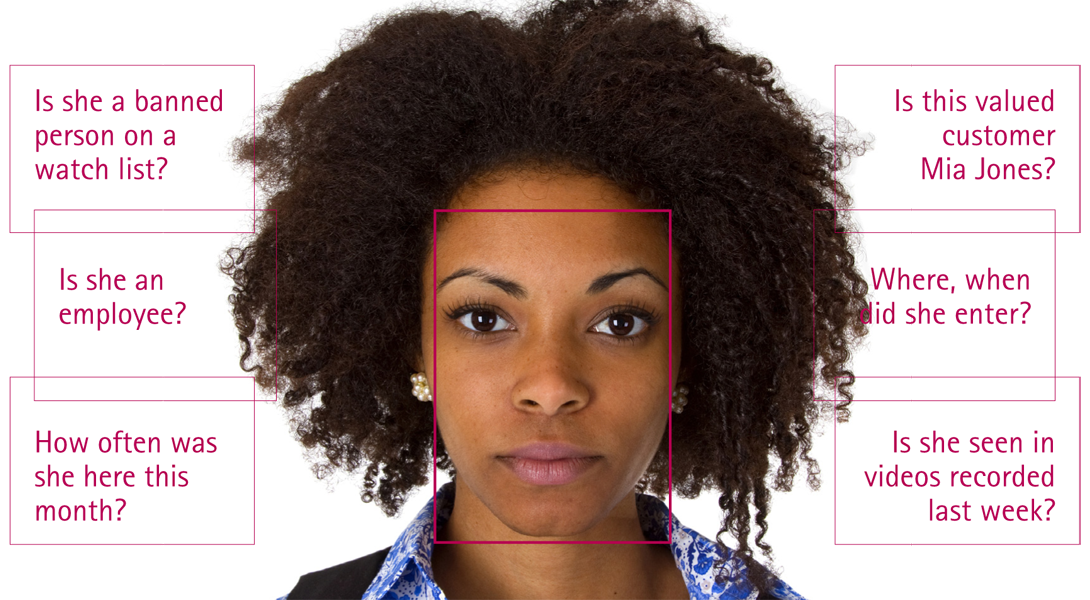 Is she a banned
person on a
watch list?
Is she an
employee?
How often was
she here this
month?
Is this valued
customer
Mia Jones?
Where, when
did she enter?
Is she seen in
videos recorded
last week?